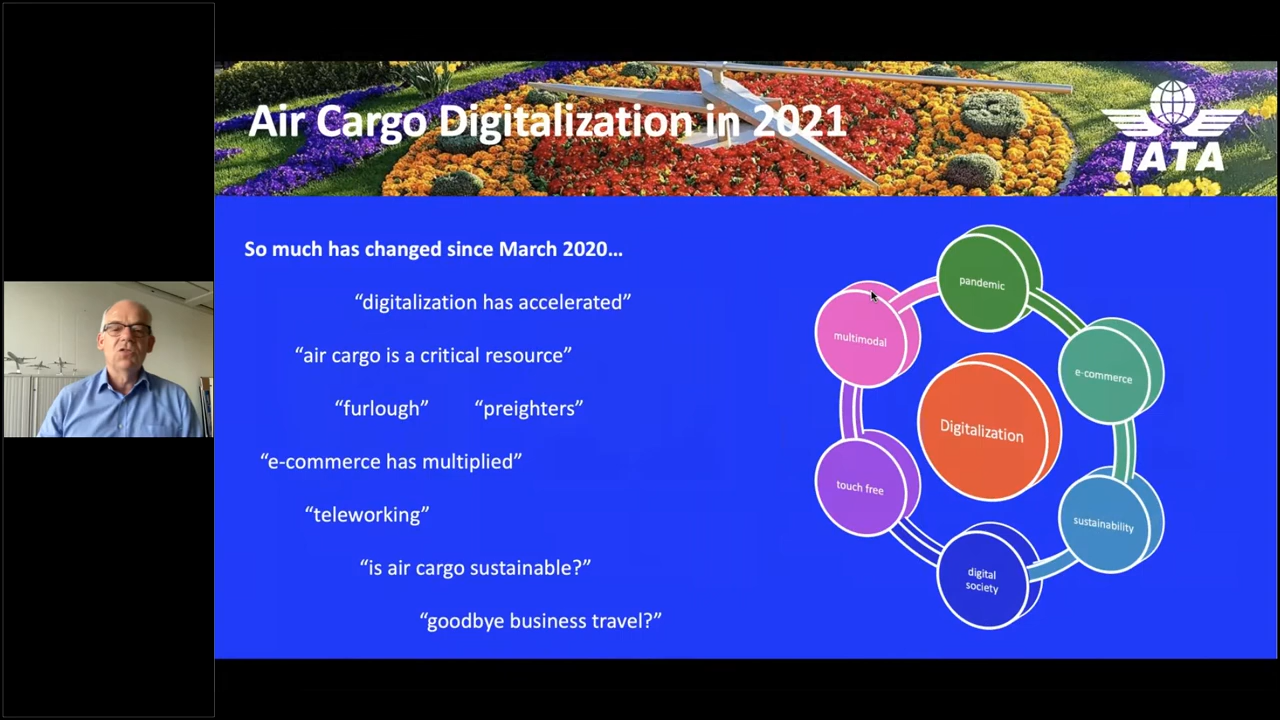 Air Cargo Digitalization in 2021
IATA
So much has changed since March 2020…
“digitalization has accelerated”
“air cargo is a critical resource”
“furlough” “preighters”
“e-commerce has multiplied”
“teleworking”
“is air cargo sustainable?”
“goodbye business travel?”
pandemic
e-commerce
sustainability
digital
society
touch free
multimodal
Digitalization